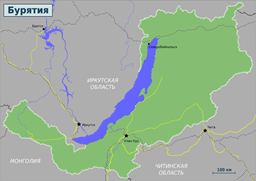 Бурятия
Братск
Северобайкальск
ИРКУТСКАЯ
ОБЛАСТЬ
Иркутск
Улан-Удэ
Чита
МОНГОЛИЯ
ЧИТИНСКАЯ
ОБЛАСТЬ
100 км